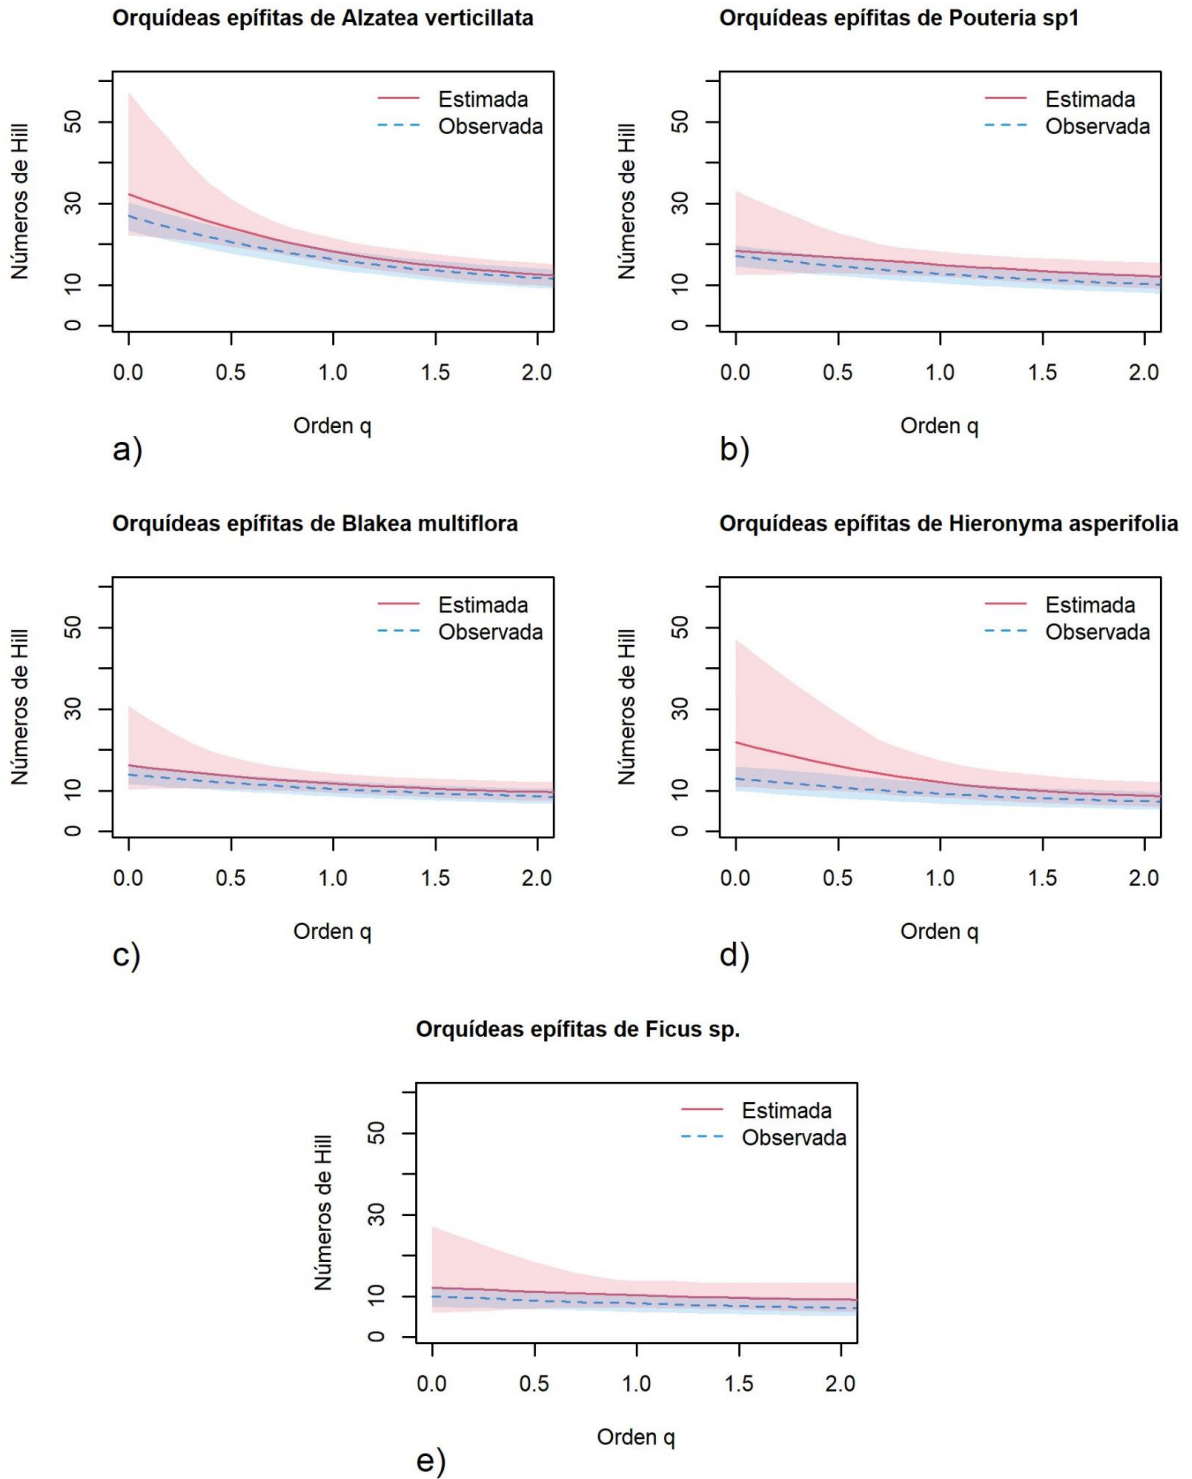 Orquídeas epífitas de Alzatea verticillata
Números de Hill
50
30
10
0
Estimada
Observada
0.0 0.5 1.0 1.5 2.0
Orden q
a)
Orquídeas epífitas de Pouteria sp1
Números de Hill
50
30
10
0
Estimada
Observada
0.0 0.5 1.0 1.5 2.0
Orden q
b)
Orquídeas epífitas de Blakea multiflora
Números de Hill
50
30
10
0
Estimada
Observada
0.0 0.5 1.0 1.5 2.0
Orden q
c)
Orquídeas epífitas de Hieronyma asperifolia
Números de Hill
50
30
10
0
Estimada
Observada
0.0 0.5 1.0 1.5 2.0
Orden q
d)
Orquídeas epífitas de Ficus sp.
Números de Hill
50
30
10
0
Estimada
Observada
0.0 0.5 1.0 1.5 2.0
Orden q
e)